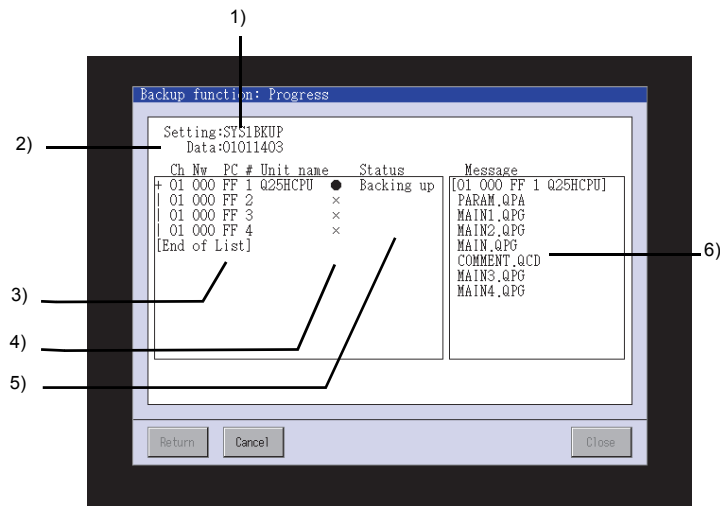 1)
Backup function: Progress
Setting:SYS1BKUP
2)
Data:01011403
Ch Nw PC # Unit name Status Message
+ 01 000 FF 1 Q25HCPU ● Backing up [01 000 FF 1 Q25HCPU]
| 01 000 FF 2 × PARAM.QPA
| 01 000 FF 3 × MAIN1.QPG
| 01 000 FF 4 × MAIN2.QPG
[End of List] MAIN.QPG
COMMENT.QCD
6)
MAIN3.QPG
MAIN4.QPG
3)
4)
5)
Return Cancel Close